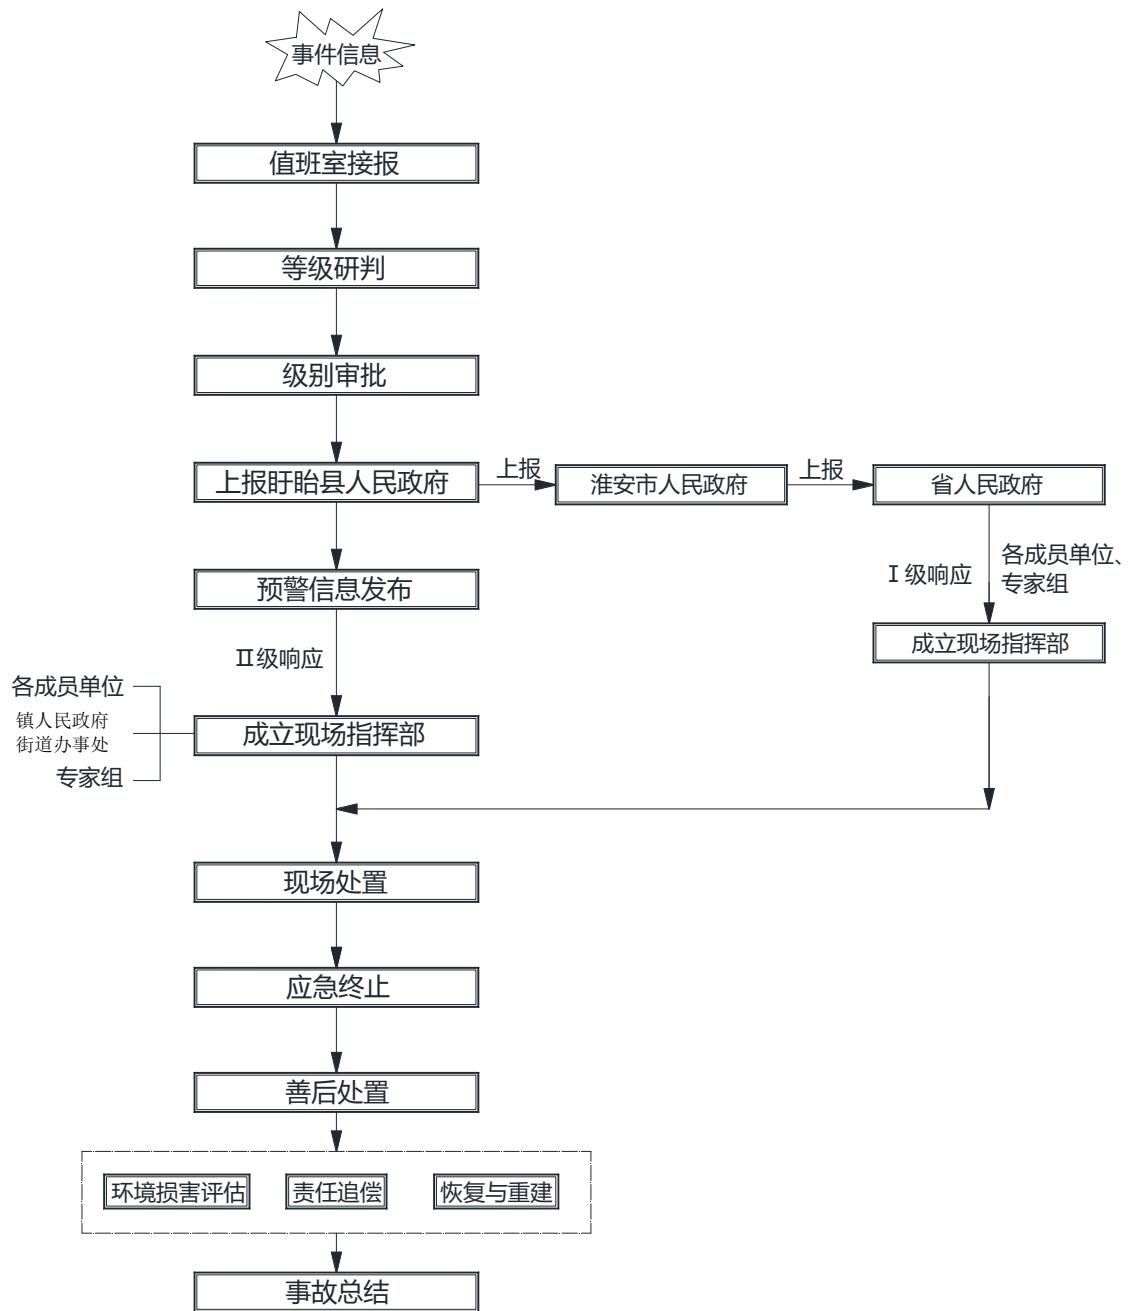 事件信息
值班室接报
等级研判
级别审批
上报盱眙县人民政府
上报
淮安市人民政府
上报
省人民政府
预警信息发布
Ⅰ级响应
各成员单位、
专家组
Ⅱ级响应
成立现场指挥部
各成员单位
镇人民政府
街道办事处
专家组
成立现场指挥部
现场处置
应急终止
善后处置
环境损害评估
责任追偿
恢复与重建
事故总结